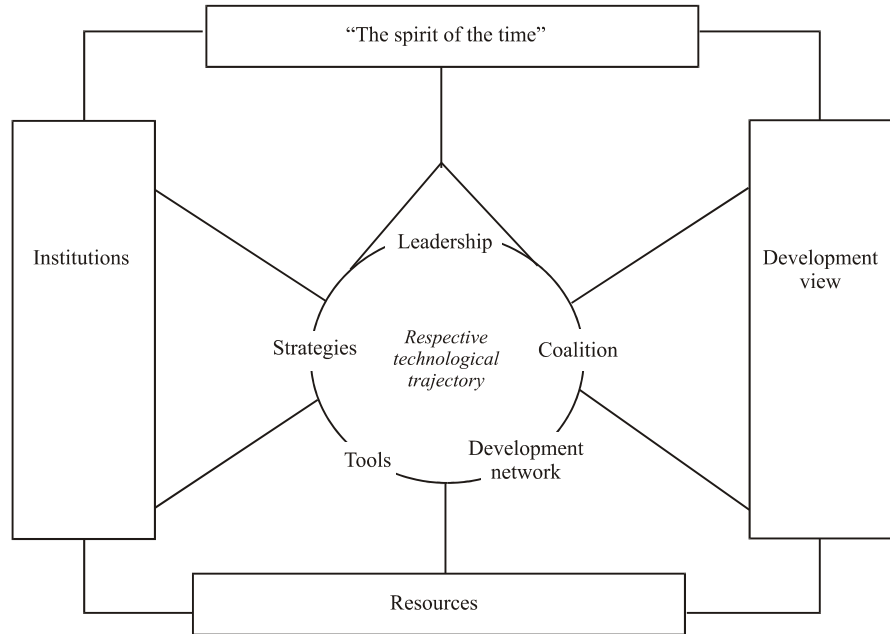 “The spirit of the time”
Institutions
Development
view
Leadership
Strategies
Respective
technological
trajectory
Coalition
Tools
Development
network
Resources